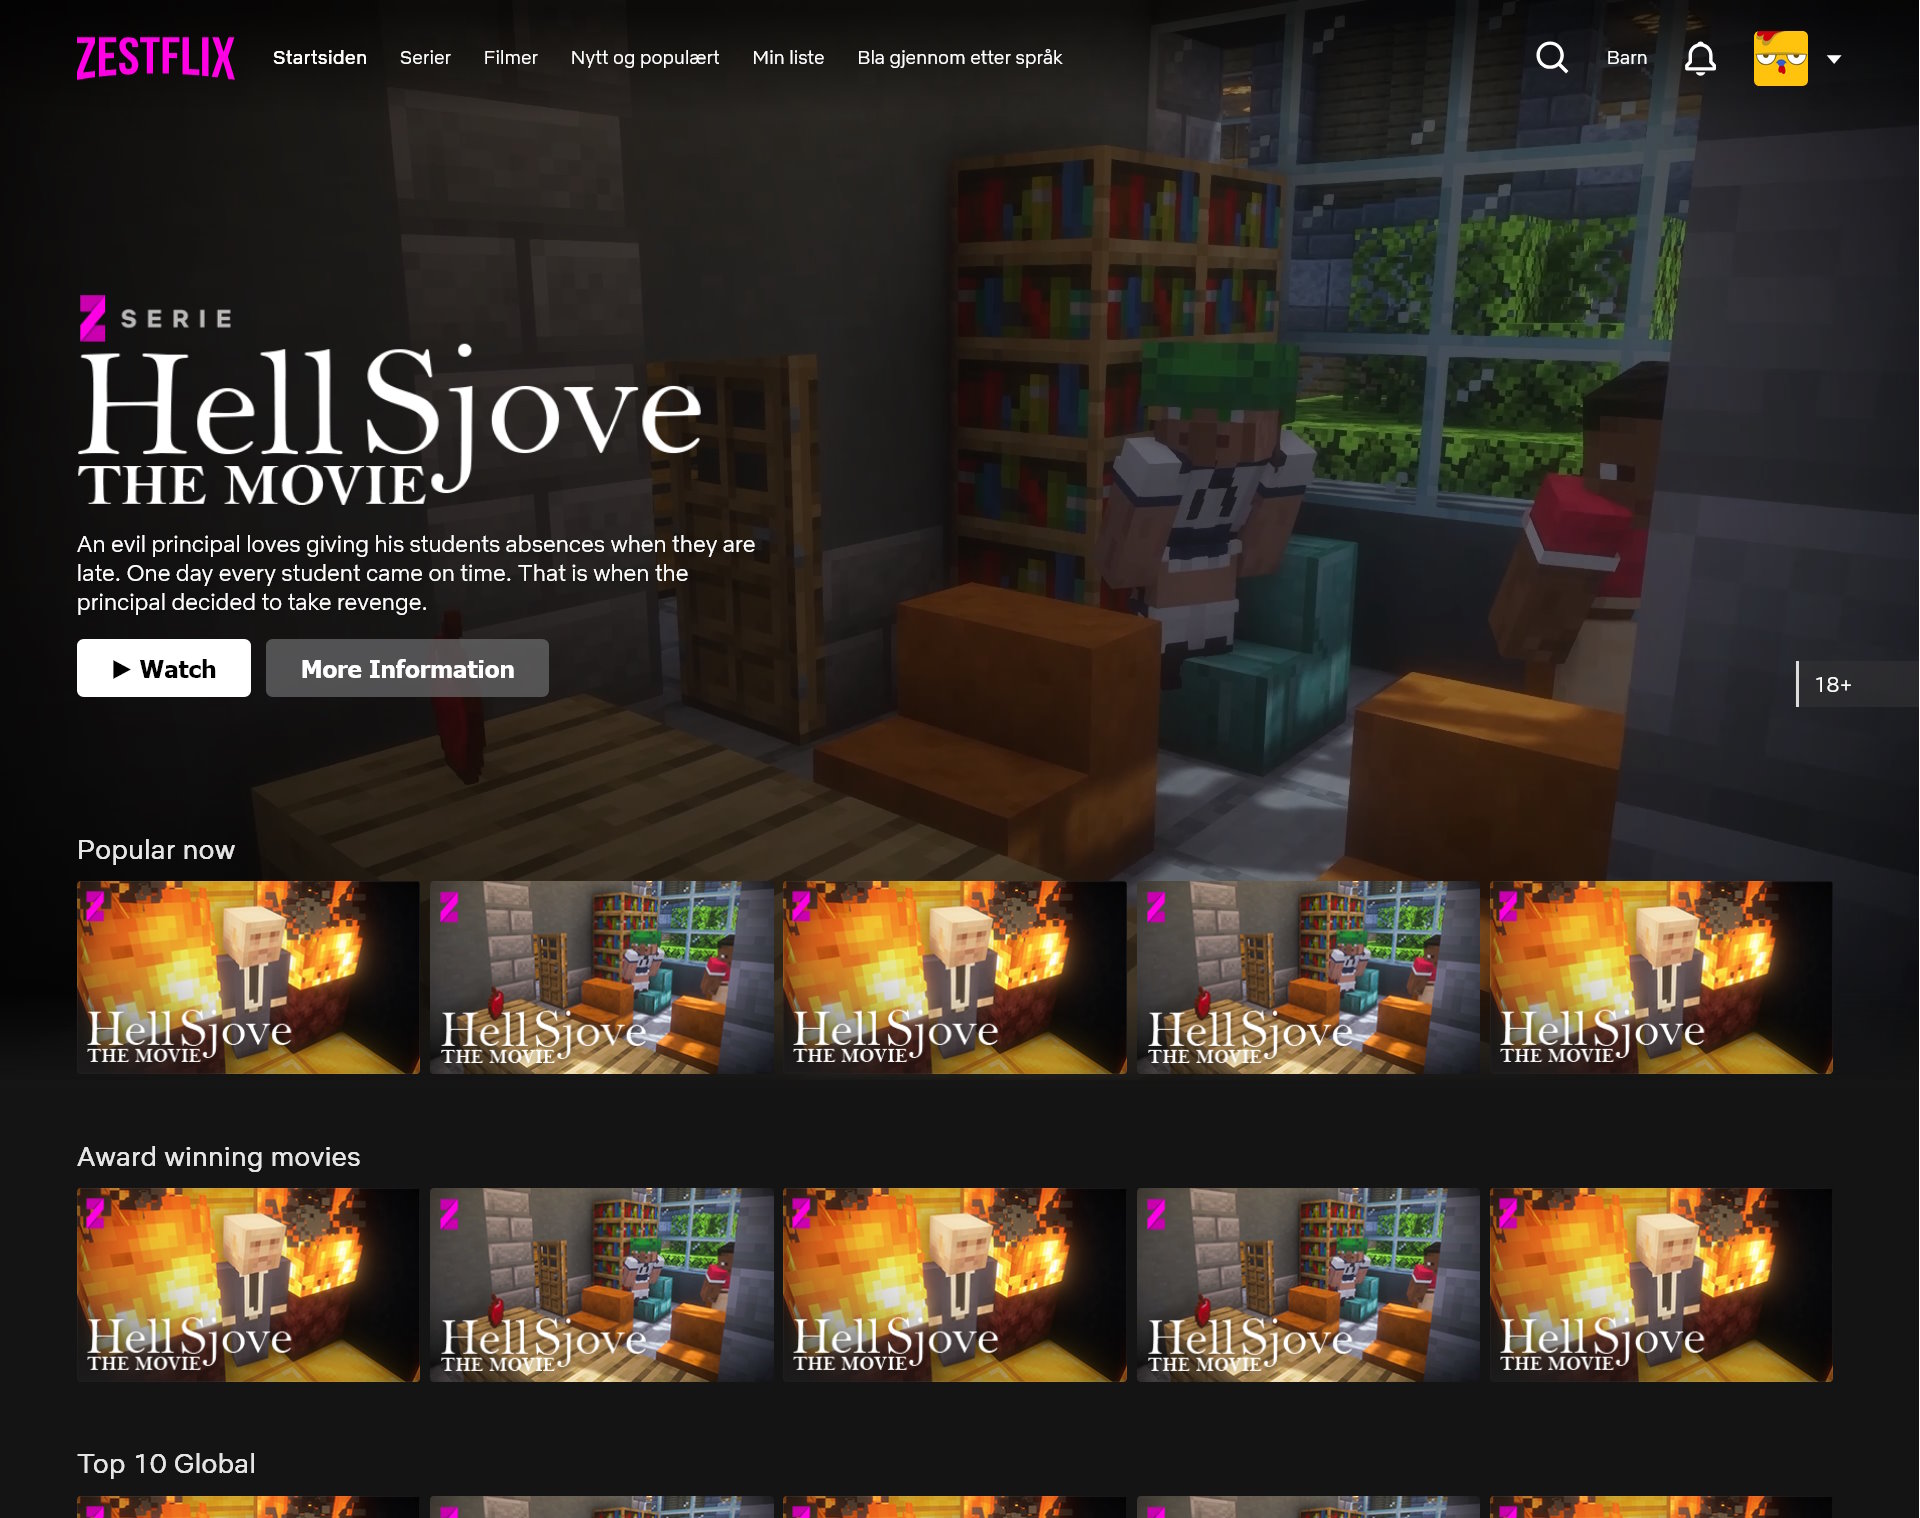 ZESTFLIX Startsiden Serier Filmer Nytt og populært Min liste Bla gjennom etter språk Barn
Z SERIE
Hell Sjove
THE MOVIE
An evil principal loves giving his students absences when they are
late. One day every student came on time. That is when the
principal decided to take revenge.
Watch More Information
18+
Popular now
Z Z Z Z Z
Hell Sjove Hell Sjove Hell Sjove Hell Sjove Hell Sjove
THE MOVIE THE MOVIE THE MOVIE THE MOVIE THE MOVIE
Award winning movies
Z Z Z Z Z
Hell Sjove Hell Sjove Hell Sjove Hell Sjove Hell Sjove
THE MOVIE THE MOVIE THE MOVIE THE MOVIE THE MOVIE
Top 10 Global